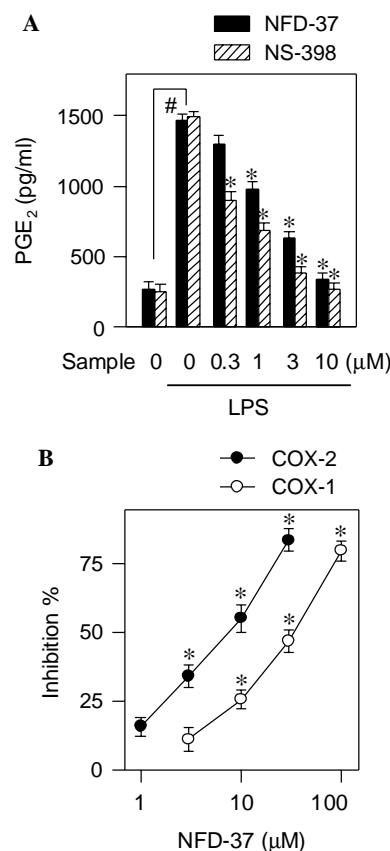 A
NFD-37
NS-398
#
PGE₂ (pg/ml)
1500
1000
500
0
* * * * * * *
Sample 0 0 0.3 1 3 10 (μM)
LPS
B
COX-2
COX-1
Inhibition %
75
50
25
0
* * * * * *
1 10 100
NFD-37 (μM)